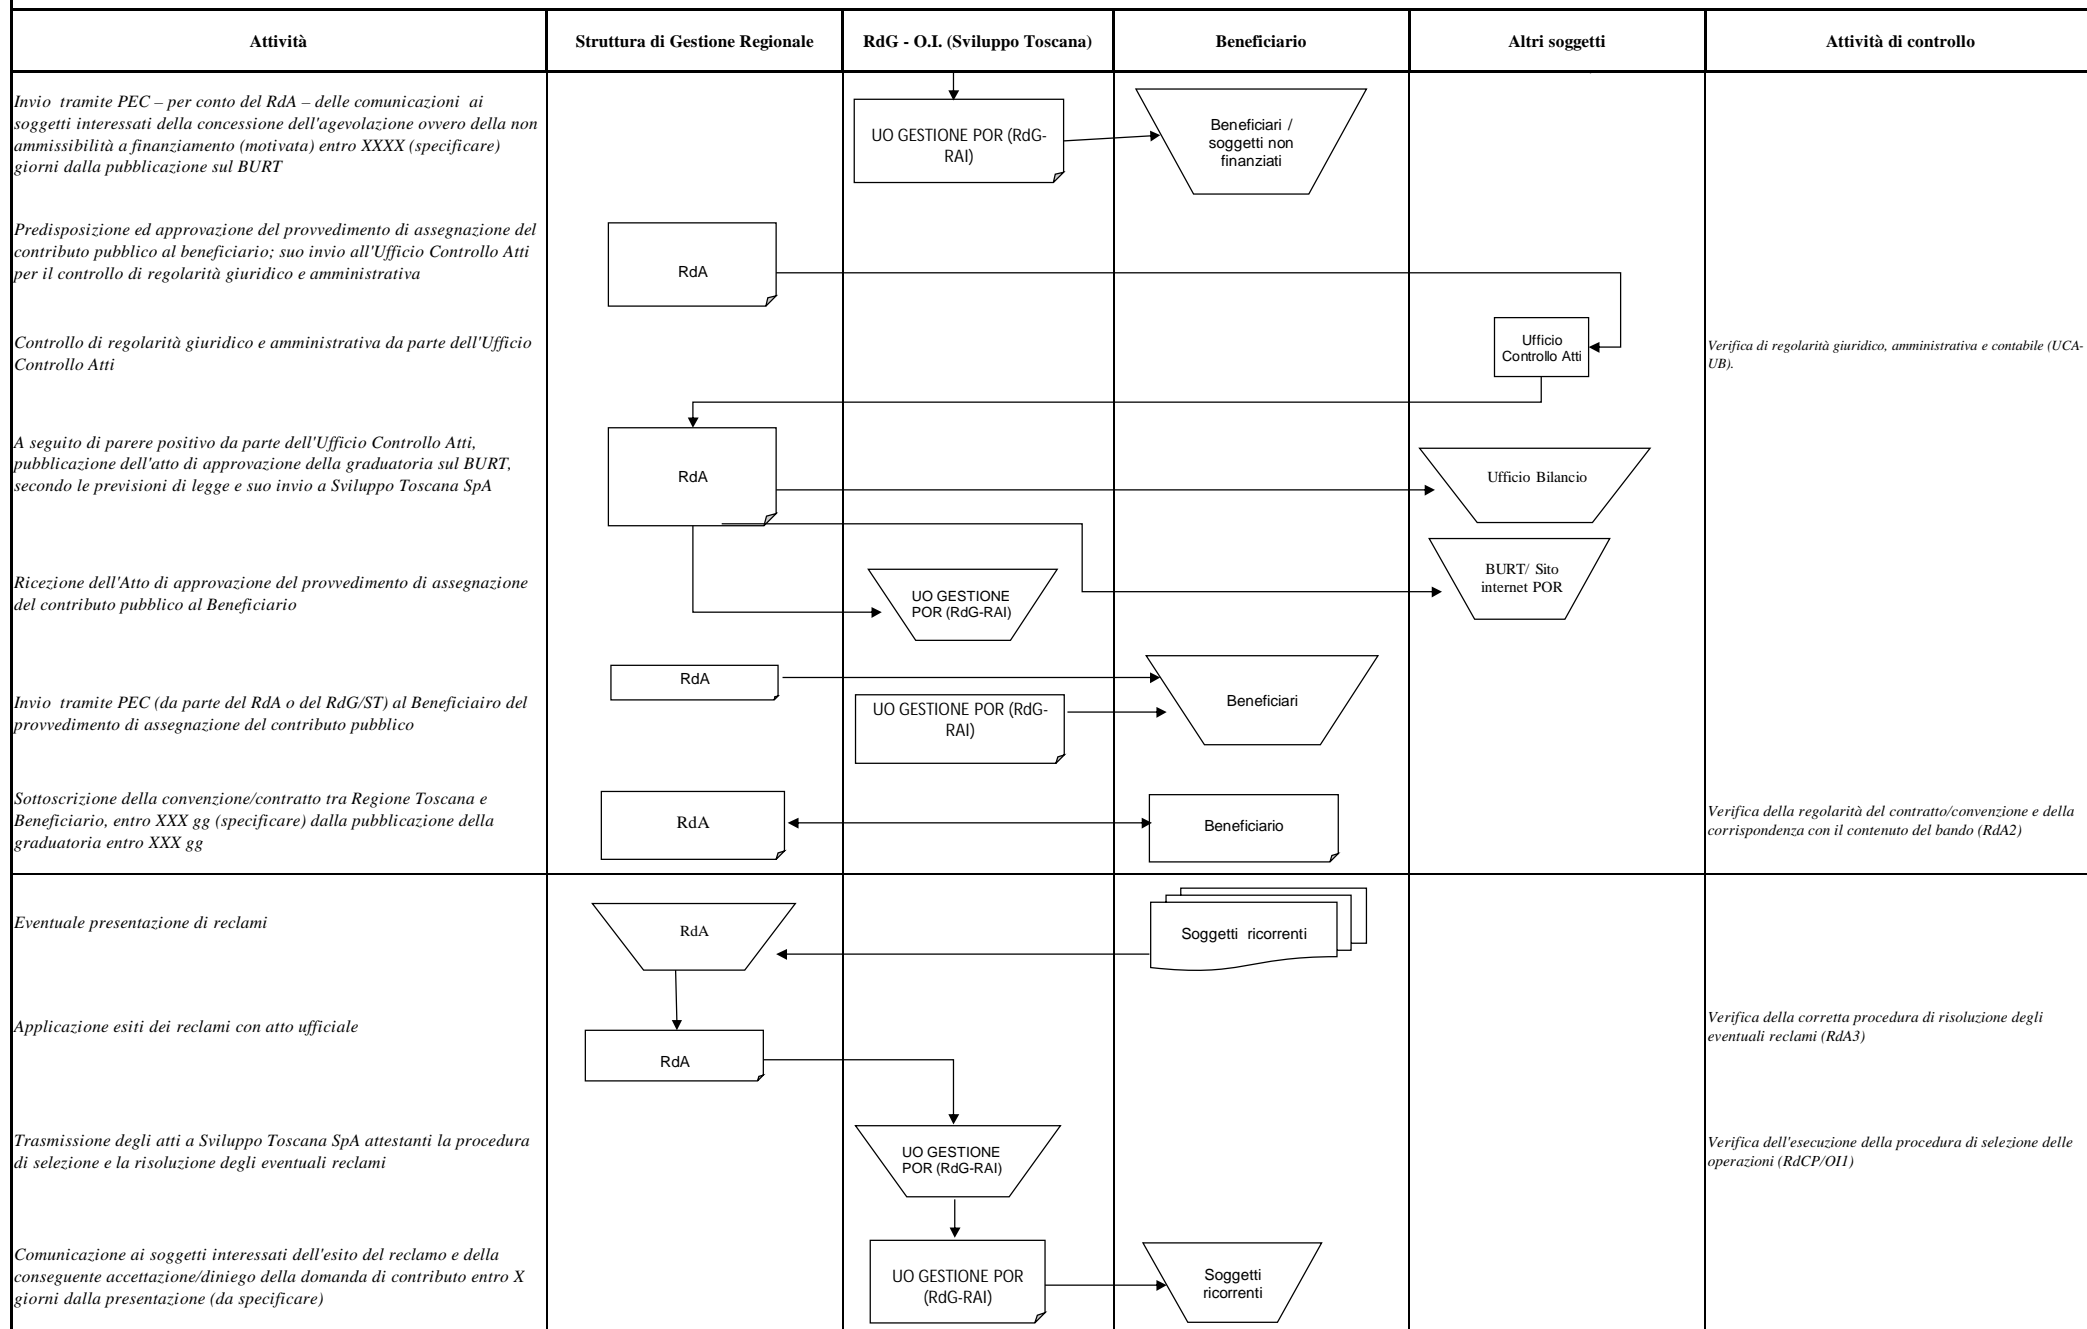 Attività
Struttura di Gestione Regionale
RdG - O.I. (Sviluppo Toscana)
Beneficiario
Altri soggetti
Attività di controllo
Invio tramite PEC – per conto del RdA – delle comunicazioni ai
soggetti interessati della concessione dell'agevolazione ovvero della non
ammissibilità a finanziamento (motivata) entro XXXX (specificare)
giorni dalla pubblicazione sul BURT
UO GESTIONE POR (RdG-
RAI)
Beneficiari /
soggetti non
finanziati
Predisposizione ed approvazione del provvedimento di assegnazione del
contributo pubblico al beneficiario; suo invio all'Ufficio Controllo Atti
per il controllo di regolarità giuridico e amministrativa
RdA
Controllo di regolarità giuridico e amministrativa da parte dell'Ufficio
Controllo Atti
Ufficio
Controllo Atti
Verifica di regolarità giuridico, amministrativa e contabile (UCA-
UB).
A seguito di parere positivo da parte dell'Ufficio Controllo Atti,
pubblicazione dell'atto di approvazione della graduatoria sul BURT,
secondo le previsioni di legge e suo invio a Sviluppo Toscana SpA
RdA
Ufficio Bilancio
Ricezione dell'Atto di approvazione del provvedimento di assegnazione
del contributo pubblico al Beneficiario
UO GESTIONE
POR (RdG-RAI)
BURT/ Sito
internet POR
Invio tramite PEC (da parte del RdA o del RdG/ST) al Beneficiairo del
provvedimento di assegnazione del contributo pubblico
RdA
UO GESTIONE POR (RdG-
RAI)
Beneficiari
Sottoscrizione della convenzione/contratto tra Regione Toscana e
Beneficiario, entro XXX gg (specificare) dalla pubblicazione della
graduatoria entro XXX gg
RdA
Beneficiario
Verifica della regolarità del contratto/convenzione e della
corrispondenza con il contenuto del bando (RdA2)
Eventuale presentazione di reclami
RdA
Soggetti ricorrenti
Applicazione esiti dei reclami con atto ufficiale
RdA
Verifica della corretta procedura di risoluzione degli
eventuali reclami (RdA3)
Trasmissione degli atti a Sviluppo Toscana SpA attestanti la procedura
di selezione e la risoluzione degli eventuali reclami
UO GESTIONE
POR (RdG-RAI)
Verifica dell'esecuzione della procedura di selezione delle
operazioni (RdCP/OI1)
Comunicazione ai soggetti interessati dell'esito del reclamo e della
conseguente accettazione/diniego della domanda di contributo entro X
giorni dalla presentazione (da specificare)
UO GESTIONE POR
(RdG-RAI)
Soggetti
ricorrenti